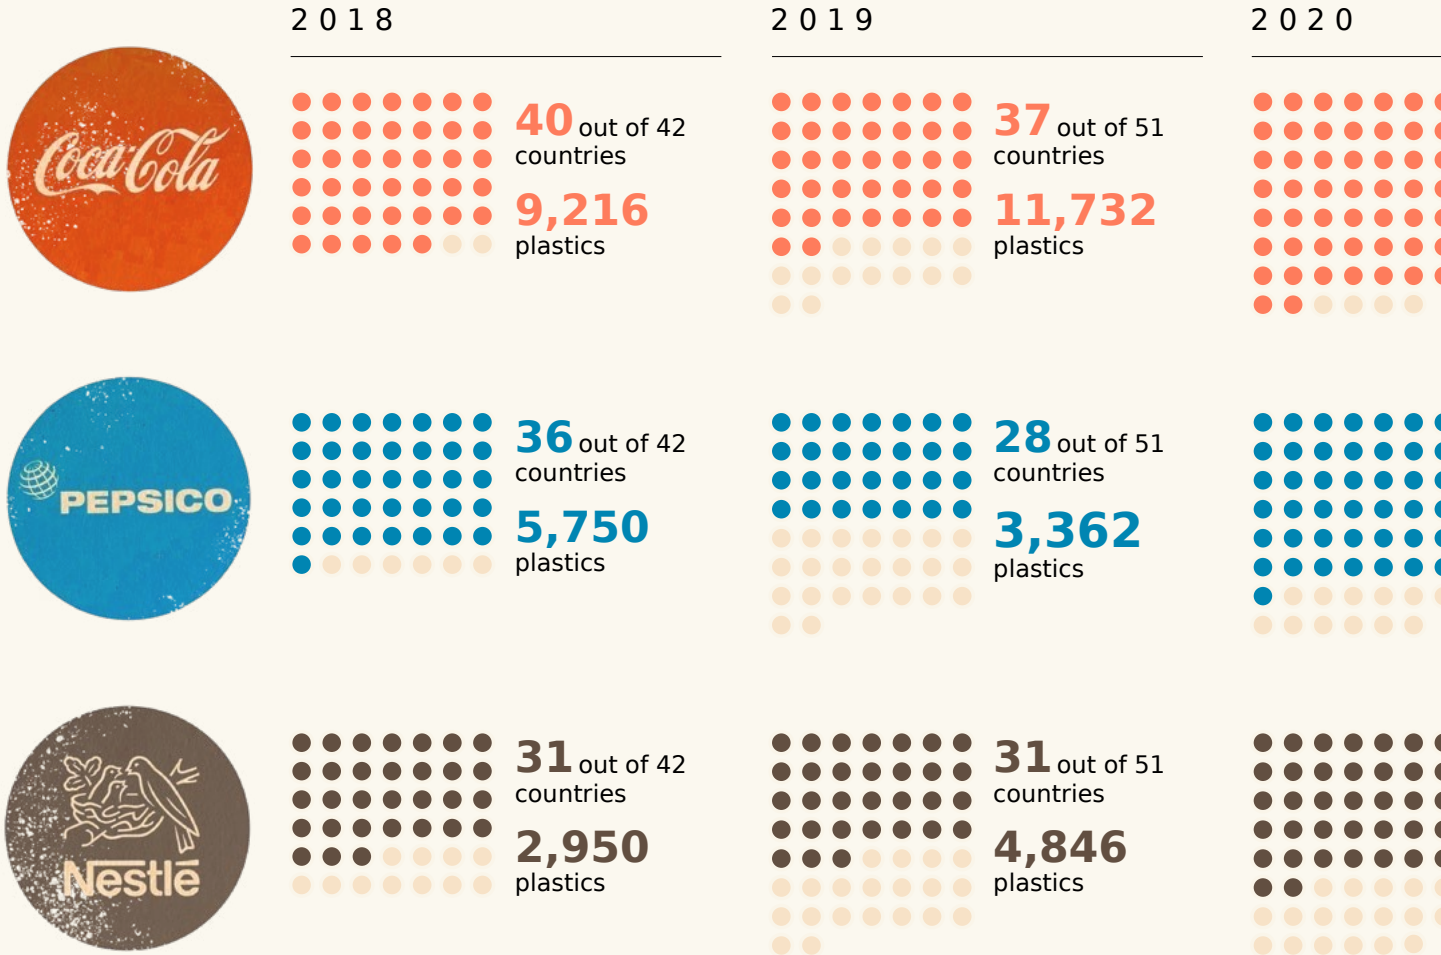 2018
2019
2020
Coca-Cola
40 out of 42
countries
9,216
plastics
37 out of 51
countries
11,732
plastics
PEPSICO
36 out of 42
countries
5,750
plastics
28 out of 51
countries
3,362
plastics
Nestlé
31 out of 42
countries
2,950
plastics
31 out of 51
countries
4,846
plastics